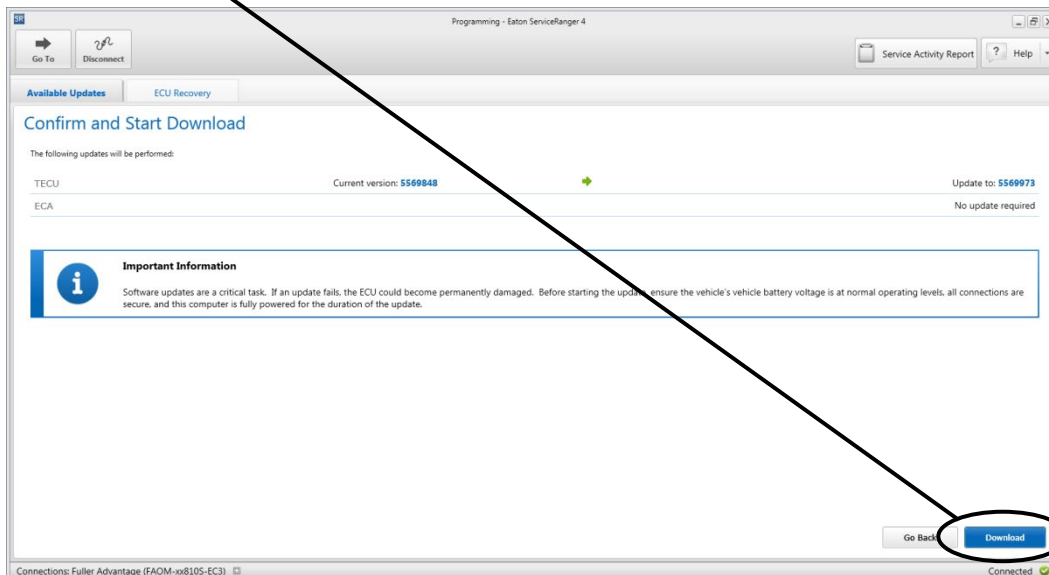 SR
Programming - Eaton ServiceRanger 4
Go To
Disconnect
Service Activity Report
? Help
Available Updates
ECU Recovery
Confirm and Start Download
The following updates will be performed:
TECU Current version: 5569848 Update to: 5569973
ECA No update required
i
Important Information
Software updates are a critical task. If an update fails, the ECU could become permanently damaged. Before starting the update, ensure the vehicle's vehicle battery voltage is at normal operating levels, all connections are
secure, and this computer is fully powered for the duration of the update.
Go Back
Download
Connections: Fuller Advantage (FAOM-xx810S-EC3)
Connected